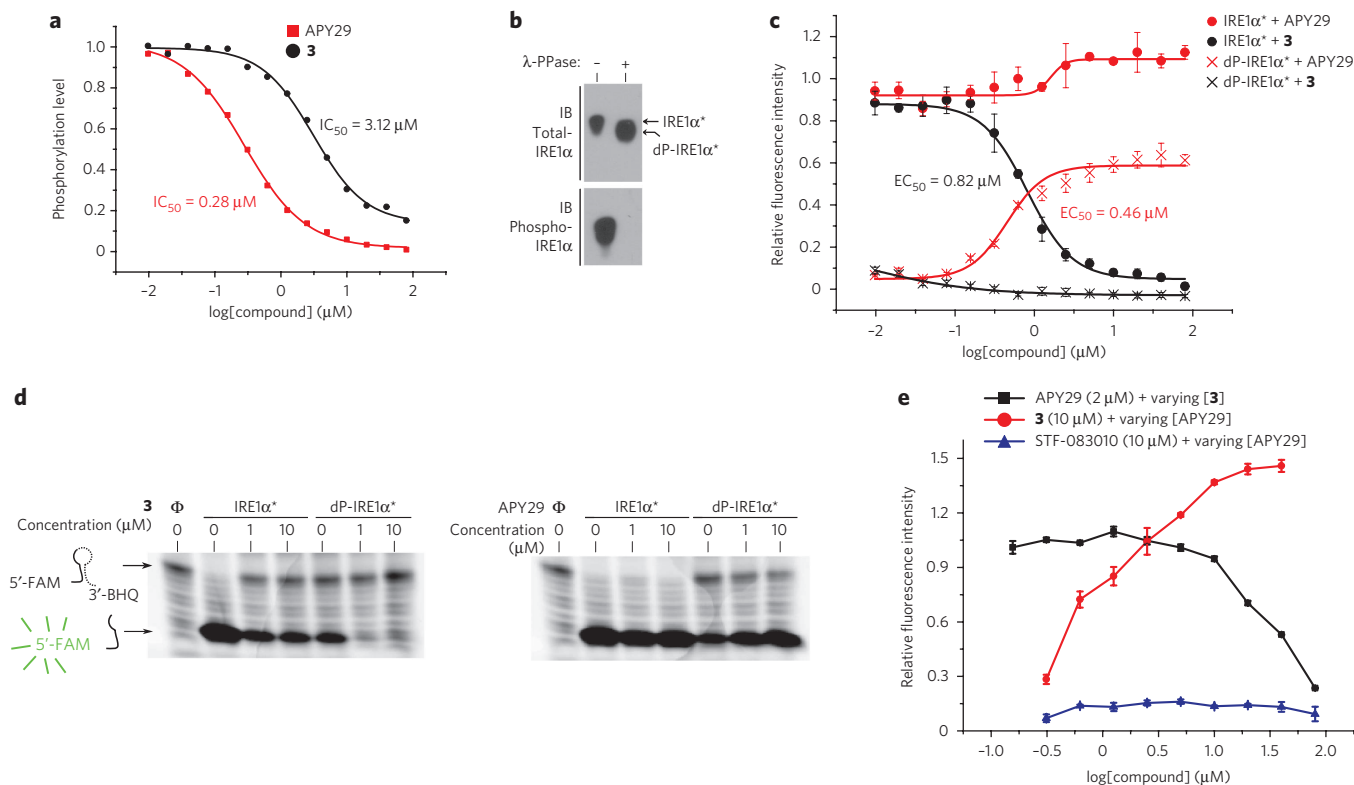 a
APY29
3
1.0
0.8
0.6
0.4
0.2
0
Phosphorylation level
IC50 = 3.12 µM
IC50 = 0.28 µM
–2
–1
0
1
2
log[compound] (µM)
b
λ-PPase:
–
+
IB
Total-
IRE1α
IRE1α*
dP-IRE1α*
IB
Phospho-
IRE1α
c
IRE1α* + APY29
IRE1α* + 3
dP-IRE1α* + APY29
dP-IRE1α* + 3
1.2
1.0
0.8
0.6
0.4
0.2
0
Relative fluorescence intensity
EC50 = 0.82 µM
EC50 = 0.46 µM
–2
–1
0
1
2
log[compound] (µM)
d
3 Φ IRE1α* dP-IRE1α*
Concentration (µM) 0 0 1 10 0 1 10
5′-FAM
3′-BHQ
5′-FAM
APY29 Φ IRE1α* dP-IRE1α*
Concentration 0 0 1 10 0 1 10
(µM)
e
APY29 (2 µM) + varying [3]
3 (10 µM) + varying [APY29]
STF-083010 (10 µM) + varying [APY29]
1.5
1.2
0.9
0.6
0.3
0
Relative fluorescence intensity
–1.0
–0.5
0
0.5
1.0
1.5
2.0
log[compound] (µM)